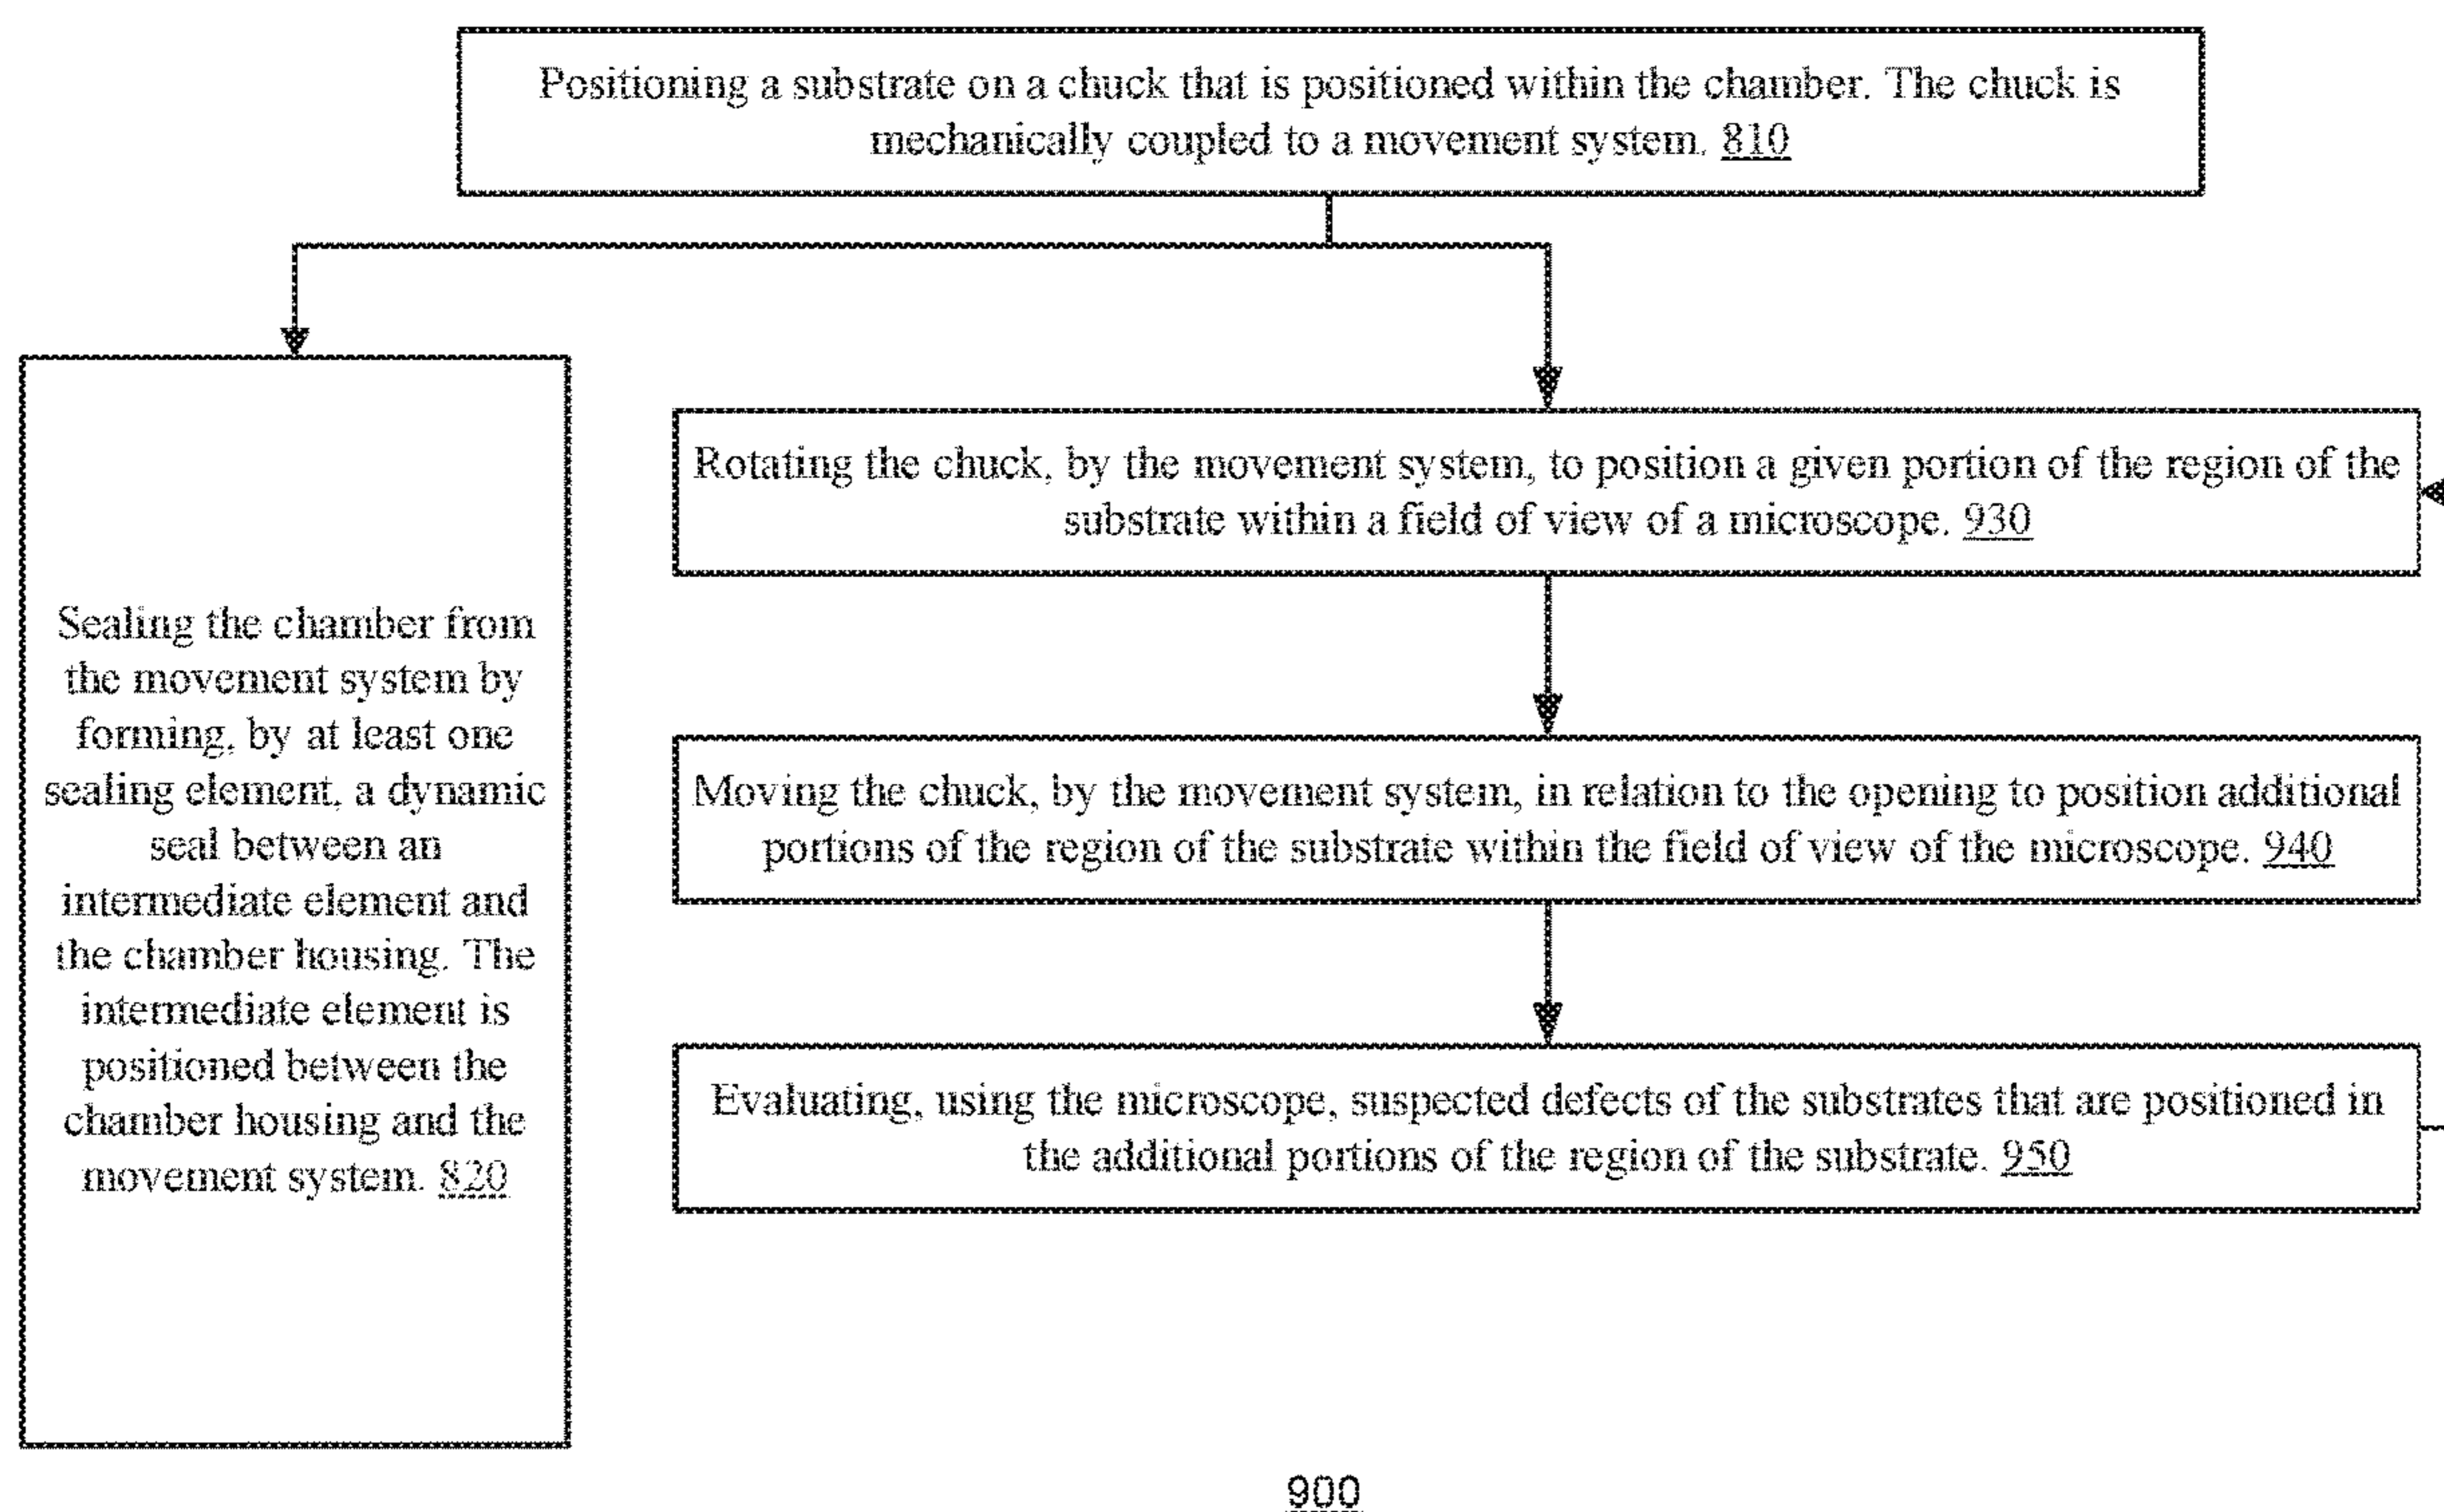 Positioning a substrate on a chuck that is positioned within the chamber. The chuck is
mechanically coupled to a movement system. 810
Sealing the chamber from
the movement system by
forming, by at least one
sealing element, a dynamic
seal between an
intermediate element and
the chamber housing. The
intermediate element is
positioned between the
chamber housing and the
movement system. 820
Rotating the chuck, by the movement system, to position a given portion of the region of the
substrate within a field of view of a microscope. 930
Moving the chuck, by the movement system, in relation to the opening to position additional
portions of the region of the substrate within the field of view of the microscope. 940
Evaluating, using the microscope, suspected defects of the substrates that are positioned in
the additional portions of the region of the substrate. 950
900